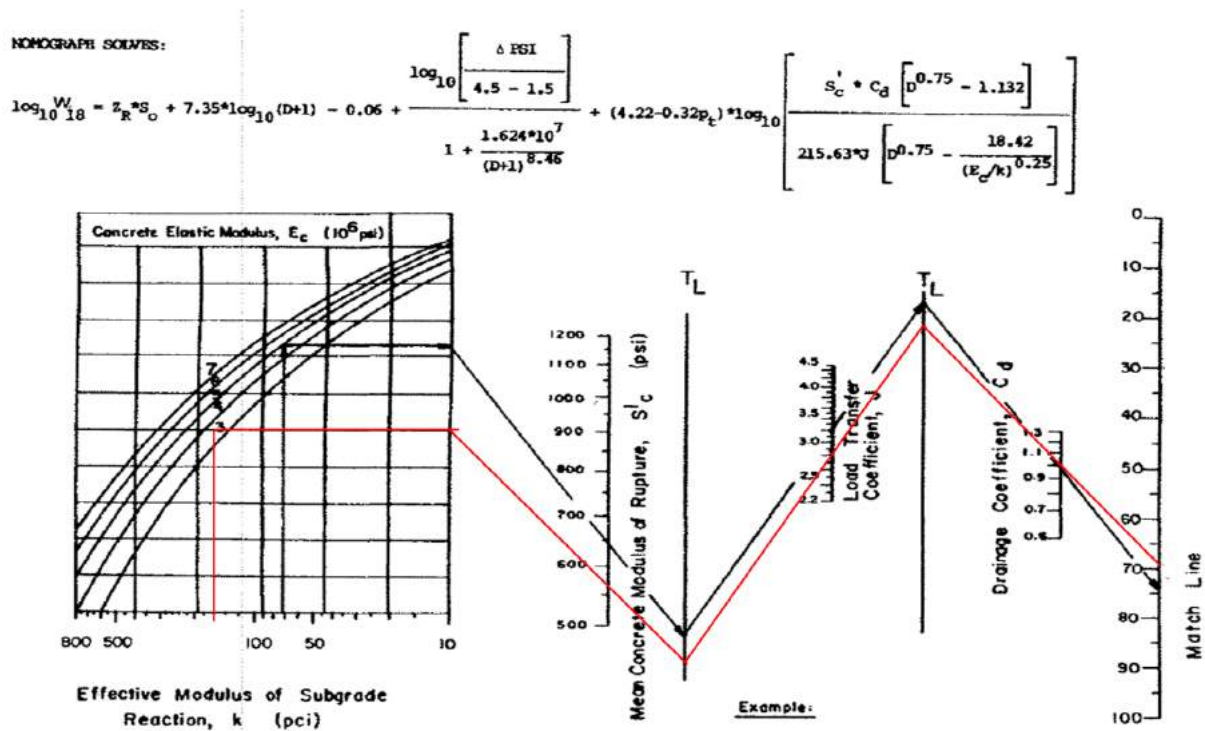 NOMOGRAPH SOLVES:
log10 W18 = ZR*So + 7.35*log10(D+1) - 0.06 + log10[Δ PSI / 4.5 - 1.5] / 1 + 1.624*10^7 / (D+1)^8.46 + (4.22-0.32pt)*log10[S'c * Cd [D^0.75 - 1.132] / 215.63*J [D^0.75 - 18.42 / (Ec/k)^0.25]]
Concrete Elastic Modulus, Ec (10^6 psi)
7
6
5
4
3
800 500 100 50 10
Effective Modulus of Subgrade
Reaction, k (pci)
Mean Concrete Modulus of Rupture, S'c (psi)
1200
1100
1000
900
800
700
600
500
TL
Load Transfer
Coefficient, J
4.5
4.0
3.5
3.0
2.5
2.2
TL
Drainage Coefficient, Cd
1.3
1.1
0.9
0.7
0.6
0
10
20
30
40
50
60
70
80
90
100
Match Line
Example: